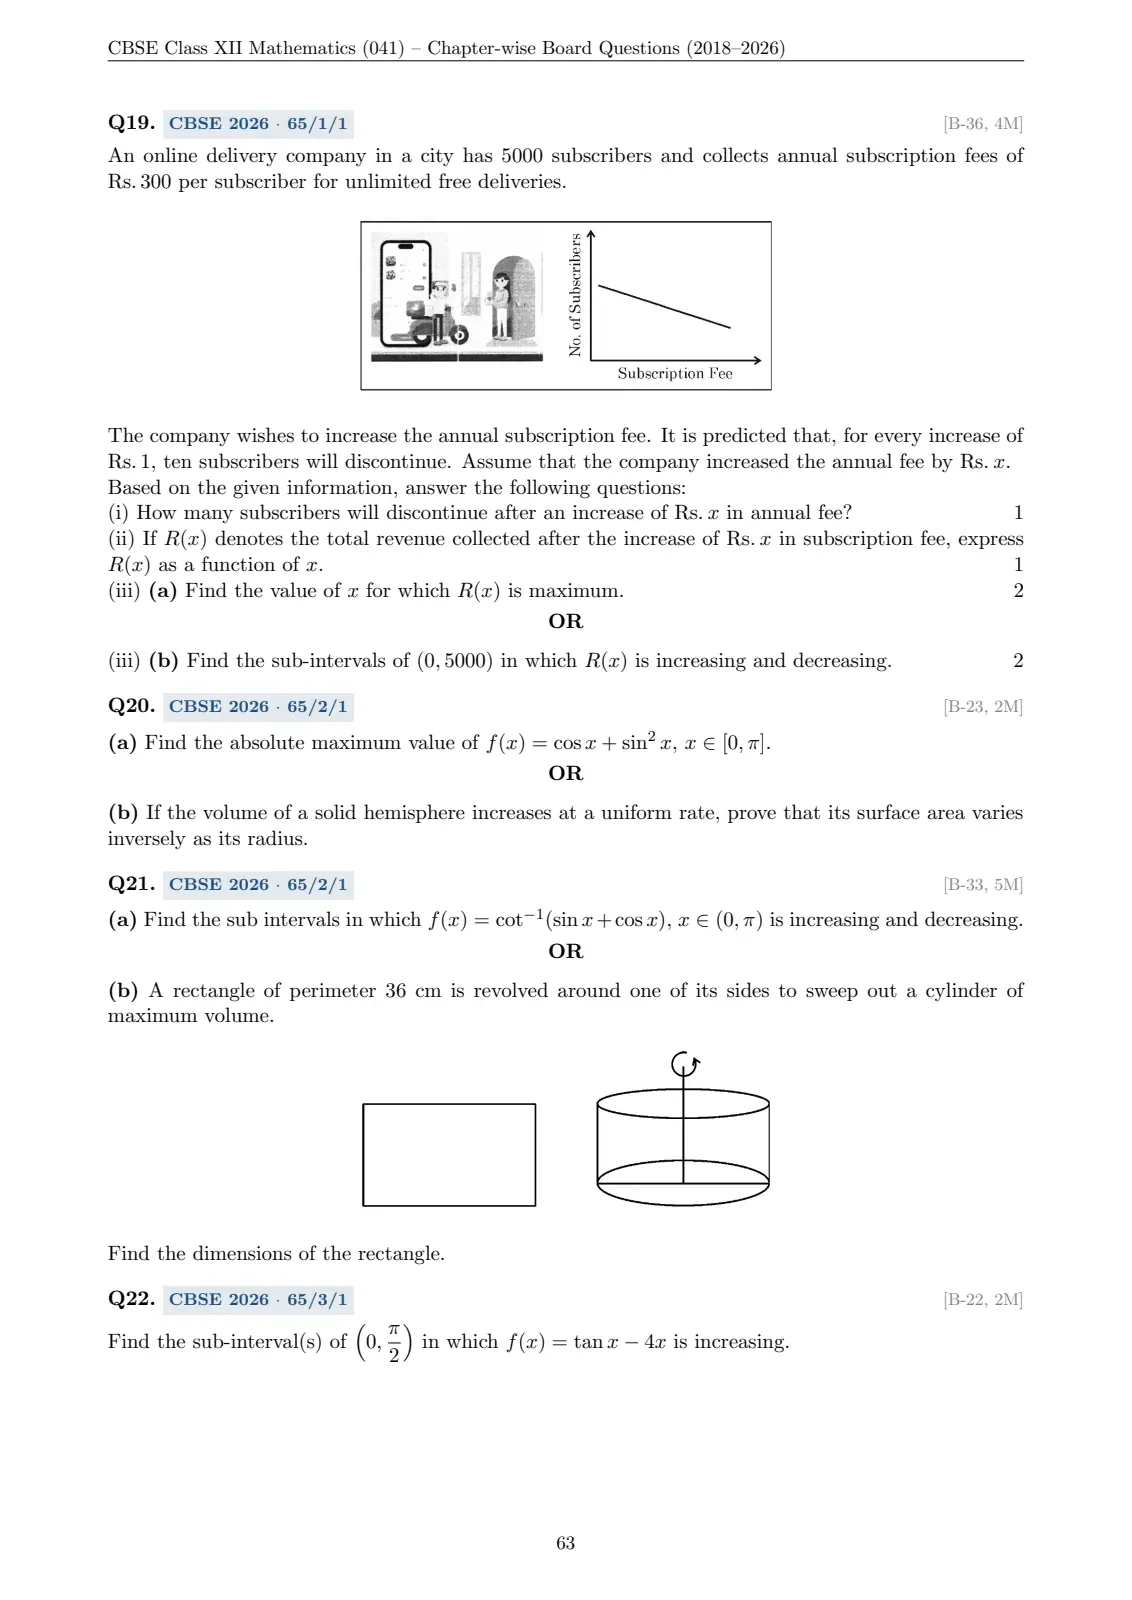 CBSE Class XII Mathematics (041) – Chapter-wise Board Questions (2018–2026)
Q19. CBSE 2026 · 65/1/1 [B-36, 4M]
An online delivery company in a city has 5000 subscribers and collects annual subscription fees of
Rs. 300 per subscriber for unlimited free deliveries.
No. of Subscribers
Subscription Fee
The company wishes to increase the annual subscription fee. It is predicted that, for every increase of
Rs. 1, ten subscribers will discontinue. Assume that the company increased the annual fee by Rs. x.
Based on the given information, answer the following questions:
(i) How many subscribers will discontinue after an increase of Rs. x in annual fee? 1
(ii) If R(x) denotes the total revenue collected after the increase of Rs. x in subscription fee, express
R(x) as a function of x. 1
(iii) (a) Find the value of x for which R(x) is maximum. 2
OR
(iii) (b) Find the sub-intervals of (0, 5000) in which R(x) is increasing and decreasing. 2
Q20. CBSE 2026 · 65/2/1 [B-23, 2M]
(a) Find the absolute maximum value of f(x) = cos x + sin² x, x ∈ [0, π].
OR
(b) If the volume of a solid hemisphere increases at a uniform rate, prove that its surface area varies
inversely as its radius.
Q21. CBSE 2026 · 65/2/1 [B-33, 5M]
(a) Find the sub intervals in which f(x) = cot⁻¹(sin x + cos x), x ∈ (0, π) is increasing and decreasing.
OR
(b) A rectangle of perimeter 36 cm is revolved around one of its sides to sweep out a cylinder of
maximum volume.
Find the dimensions of the rectangle.
Q22. CBSE 2026 · 65/3/1 [B-22, 2M]
Find the sub-interval(s) of (0, π/2) in which f(x) = tan x − 4x is increasing.
63